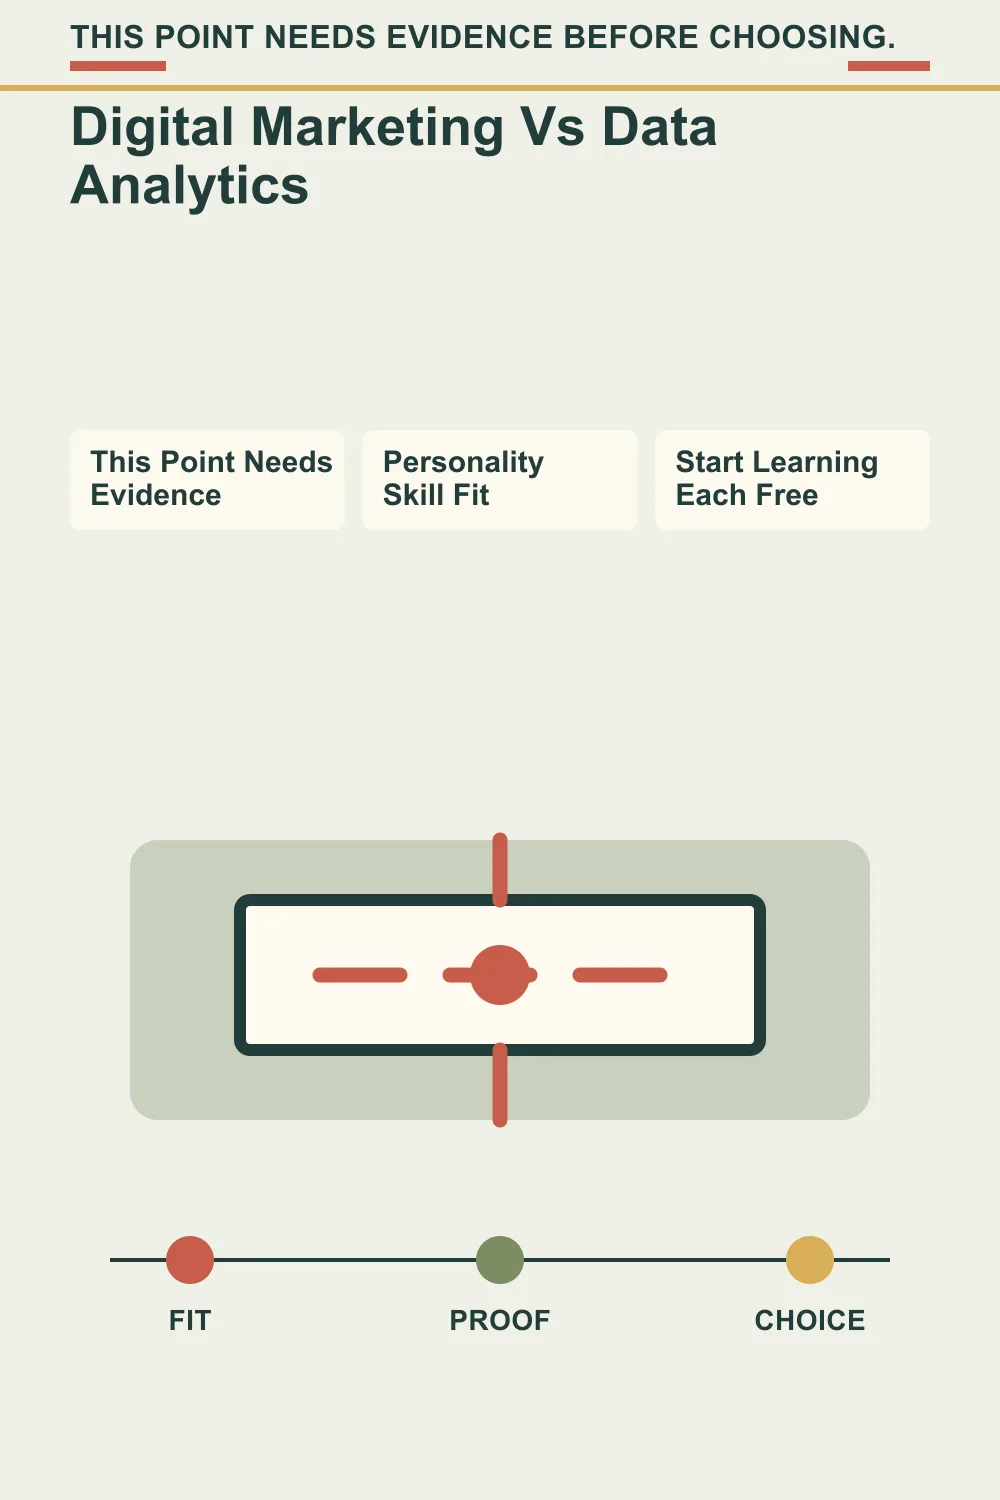 THIS POINT NEEDS EVIDENCE BEFORE CHOOSING.
Digital Marketing Vs Data
Analytics
This Point Needs
Evidence
Personality
Skill Fit
Start Learning
Each Free
FIT
PROOF
CHOICE